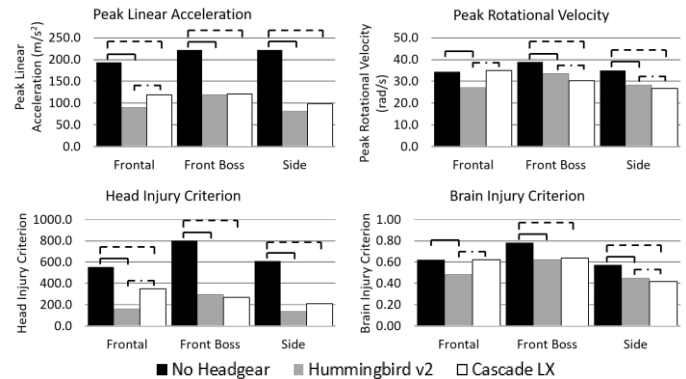 Peak Linear Acceleration
Peak Linear
Acceleration (m/s²)
250.0
200.0
150.0
100.0
50.0
0.0
Frontal Front Boss Side
Peak Rotational Velocity
Peak Rotational Velocity
(rad/s)
50.0
40.0
30.0
20.0
10.0
0.0
Frontal Front Boss Side
Head Injury Criterion
Head Injury Criterion
1000.0
800.0
600.0
400.0
200.0
0.0
Frontal Front Boss Side
Brain Injury Criterion
Brain Injury Criterion
1.00
0.80
0.60
0.40
0.20
0.00
Frontal Front Boss Side
No Headgear Hummingbird v2 Cascade LX